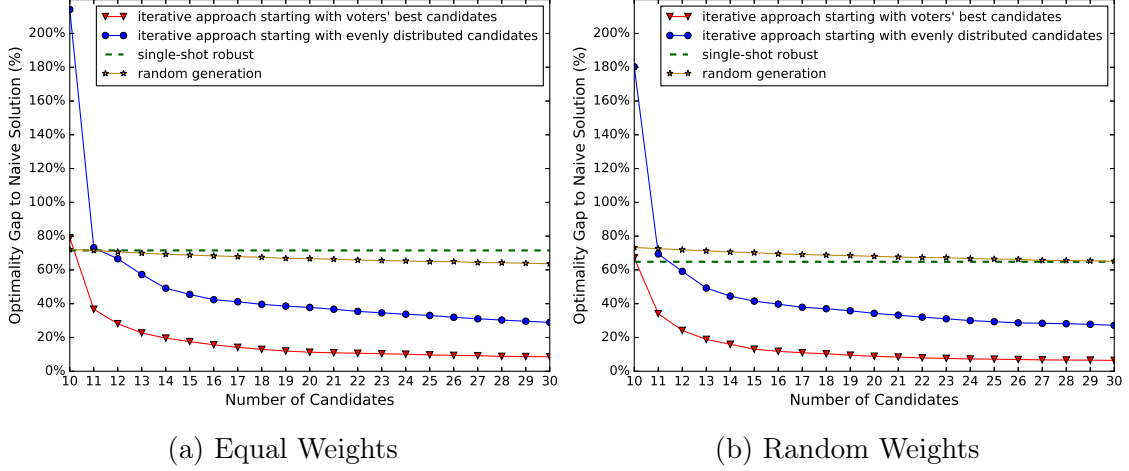 iterative approach starting with voters' best candidates
iterative approach starting with evenly distributed candidates
single-shot robust
random generation
200%
180%
160%
140%
120%
100%
80%
60%
40%
20%
0%
Optimality Gap to Naive Solution (%)
10 11 12 13 14 15 16 17 18 19 20 21 22 23 24 25 26 27 28 29 30
Number of Candidates
(a) Equal Weights
iterative approach starting with voters' best candidates
iterative approach starting with evenly distributed candidates
single-shot robust
random generation
200%
180%
160%
140%
120%
100%
80%
60%
40%
20%
0%
Optimality Gap to Naive Solution (%)
10 11 12 13 14 15 16 17 18 19 20 21 22 23 24 25 26 27 28 29 30
Number of Candidates
(b) Random Weights